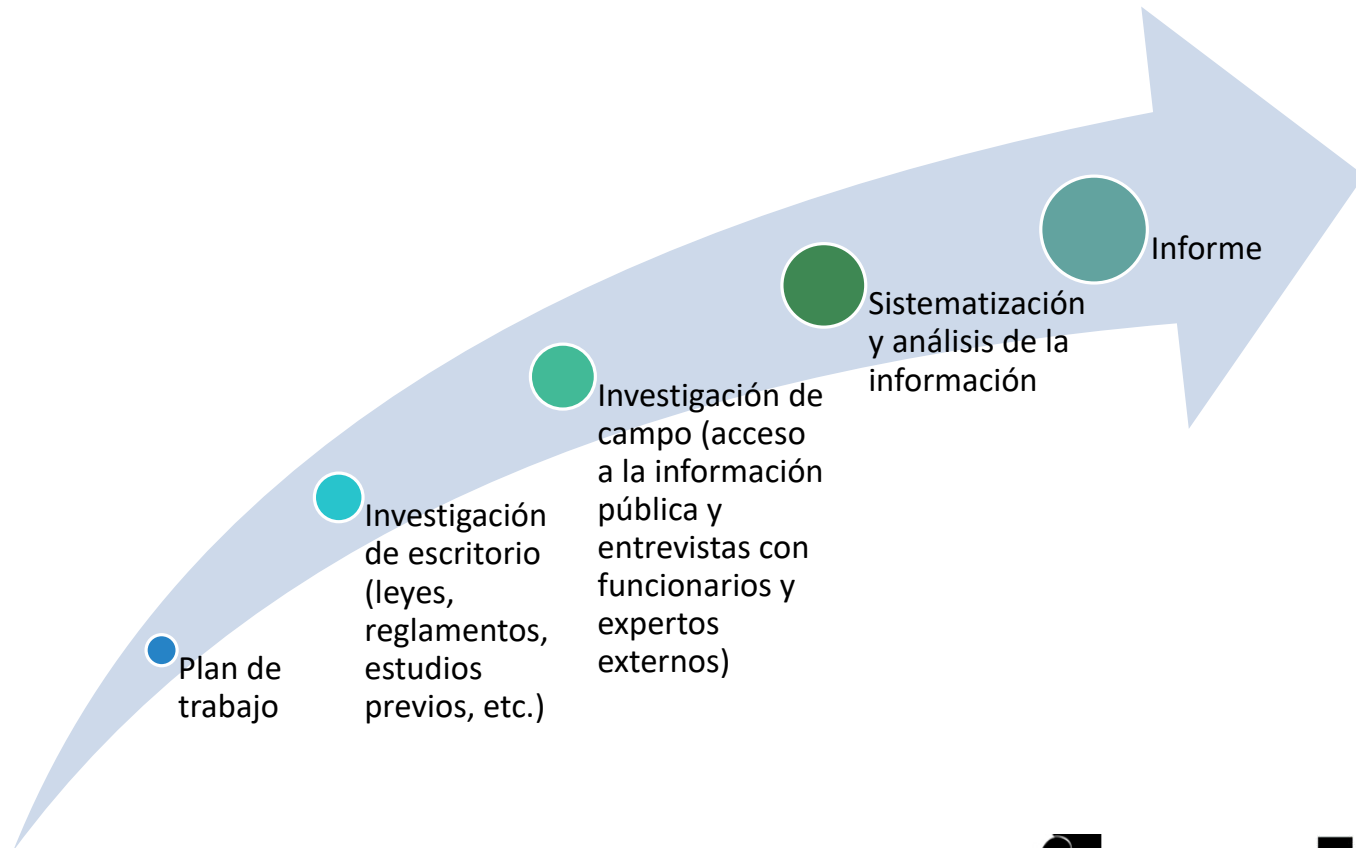 Plan de
trabajo
Investigación
de escritorio
(leyes,
reglamentos,
estudios
previos, etc.)
Investigación de
campo (acceso
a la información
pública y
entrevistas con
funcionarios y
expertos
externos)
Sistematización
y análisis de la
información
Informe